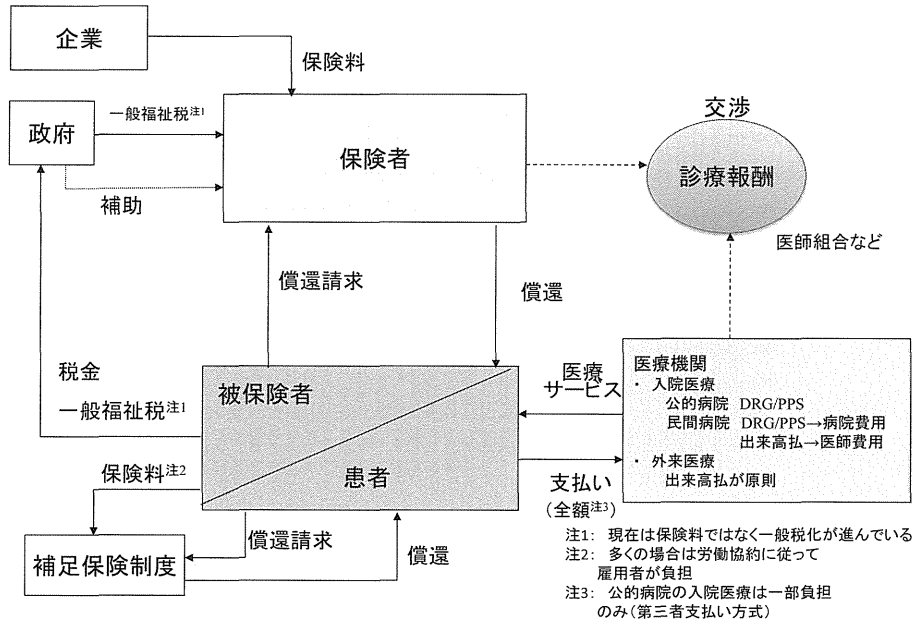 企業
保険料
政府
一般福祉税注1
保険者
交渉
診療報酬
補助
医師組合など
償還請求
償還
税金
一般福祉税注1
被保険者
患者
医療
サービス
医療機関
・ 入院医療
公的病院 DRG/PPS
民間病院 DRG/PPS→病院費用
出来高払→医師費用
・ 外来医療
出来高払が原則
保険料注2
支払い
(全額注3)
償還請求
償還
補足保険制度
注1: 現在は保険料ではなく一般税化が進んでいる
注2: 多くの場合は労働協約に従って
雇用者が負担
注3: 公的病院の入院医療は一部負担
のみ(第三者支払い方式)